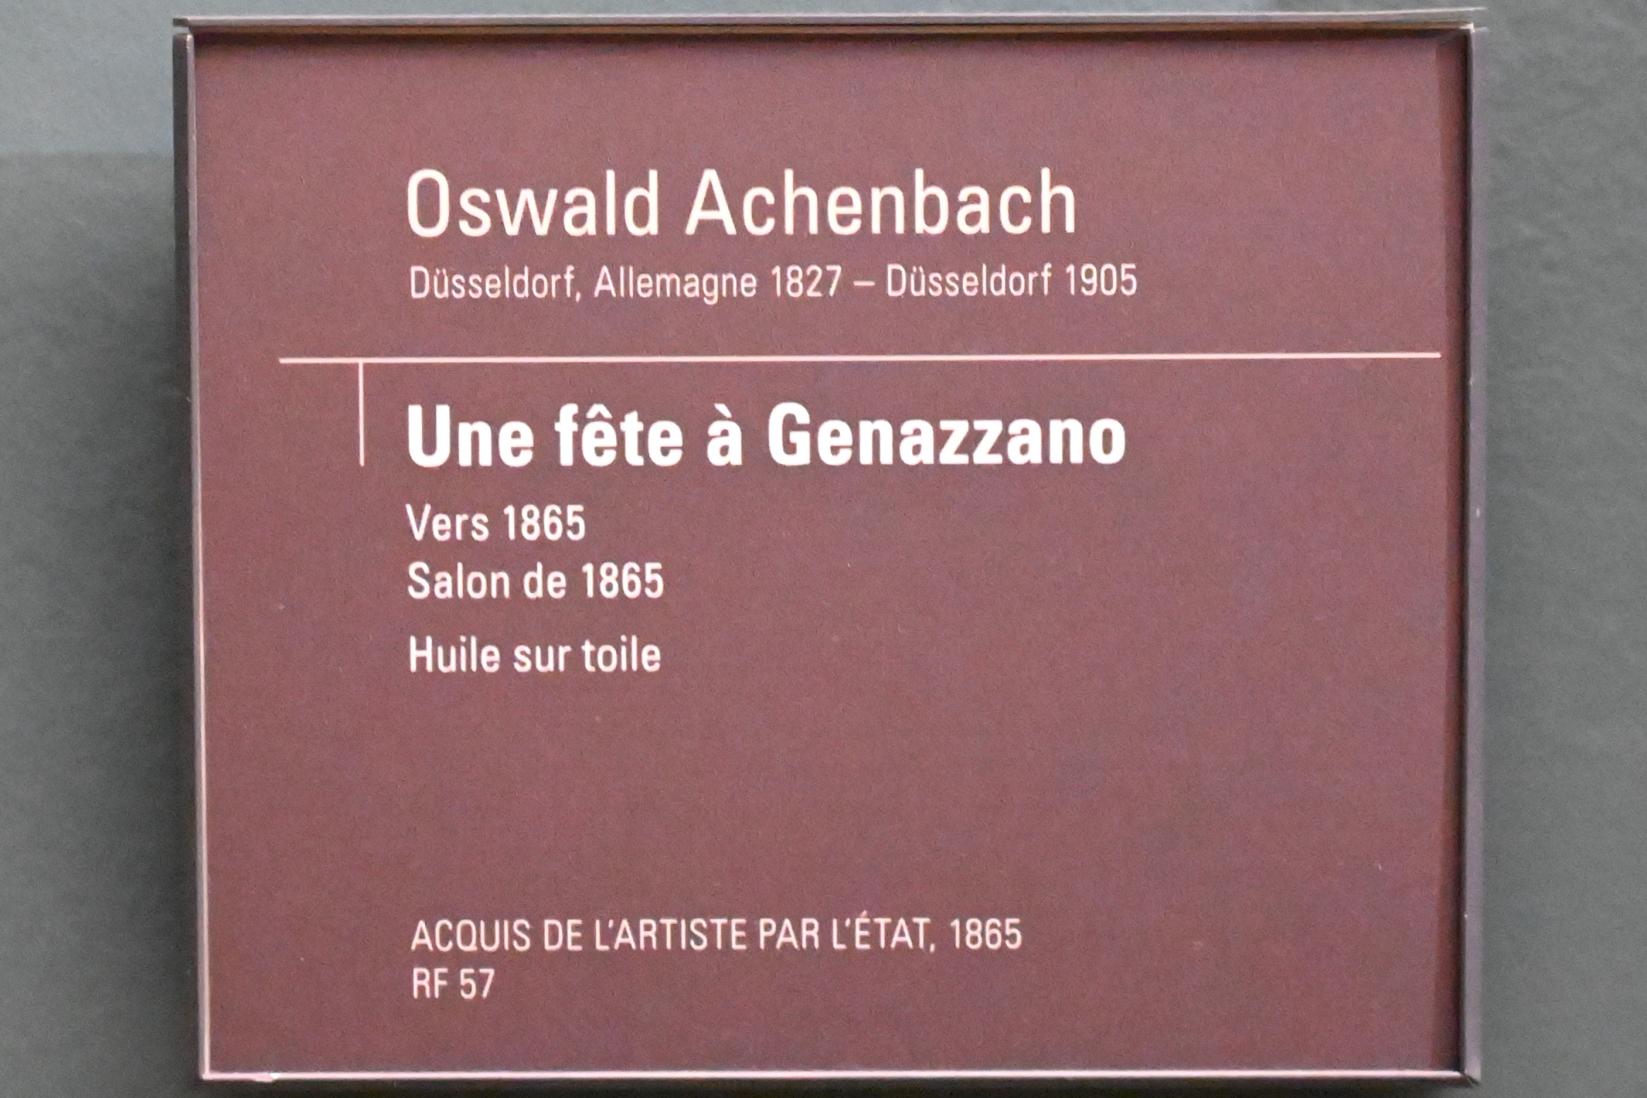 Oswald Achenbach
Düsseldorf, Allemagne 1827 – Düsseldorf 1905
Une fête à Genazzano
Vers 1865
Salon de 1865
Huile sur toile
ACQUIS DE L'ARTISTE PAR L'ÉTAT, 1865
RF 57